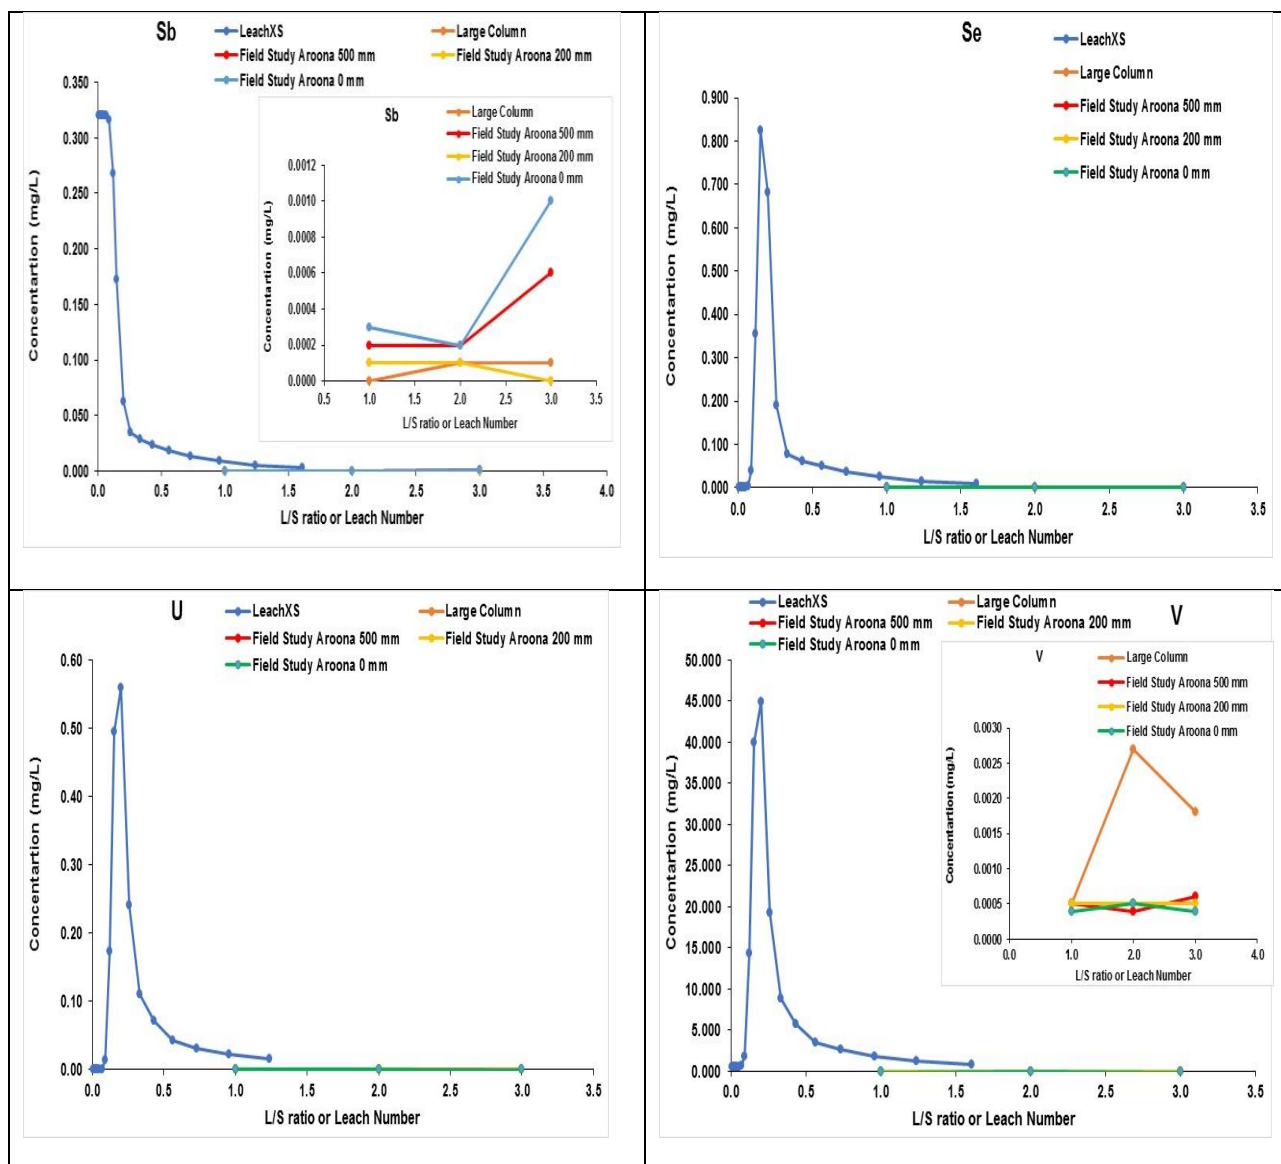 Sb
LeachXS
Large Column
Field Study Aroona 500 mm
Field Study Aroona 200 mm
Field Study Aroona 0 mm
Concentartion (mg/L)
0.350
0.300
0.250
0.200
0.150
0.100
0.050
0.000
0.0 0.5 1.0 1.5 2.0 2.5 3.0 3.5 4.0
L/S ratio or Leach Number
Sb
Large Column
Field Study Aroona 500 mm
Field Study Aroona 200 mm
Field Study Aroona 0 mm
Concentartion (mg/L)
0.0012
0.0010
0.0008
0.0006
0.0004
0.0002
0.0000
0.5 1.0 1.5 2.0 2.5 3.0 3.5
L/S ratio or Leach Number
Se
LeachXS
Large Column
Field Study Aroona 500 mm
Field Study Aroona 200 mm
Field Study Aroona 0 mm
Concentartion (mg/L)
0.900
0.800
0.700
0.600
0.500
0.400
0.300
0.200
0.100
0.000
0.0 0.5 1.0 1.5 2.0 2.5 3.0 3.5
L/S ratio or Leach Number
U
LeachXS
Large Column
Field Study Aroona 500 mm
Field Study Aroona 200 mm
Field Study Aroona 0 mm
Concentartion (mg/L)
0.60
0.50
0.40
0.30
0.20
0.10
0.00
0.0 0.5 1.0 1.5 2.0 2.5 3.0 3.5
L/S ratio or Leach Number
LeachXS
Large Column
Field Study Aroona 500 mm
Field Study Aroona 200 mm
Field Study Aroona 0 mm
V
Concentartion (mg/L)
50.000
45.000
40.000
35.000
30.000
25.000
20.000
15.000
10.000
5.000
0.000
0.0 0.5 1.0 1.5 2.0 2.5 3.0 3.5
L/S ratio or Leach Number
V
Large Column
Field Study Aroona 500 mm
Field Study Aroona 200 mm
Field Study Aroona 0 mm
Concentartion (mg/L)
0.0030
0.0025
0.0020
0.0015
0.0010
0.0005
0.0000
0.0 1.0 2.0 3.0 4.0
L/S ratio or Leach Number